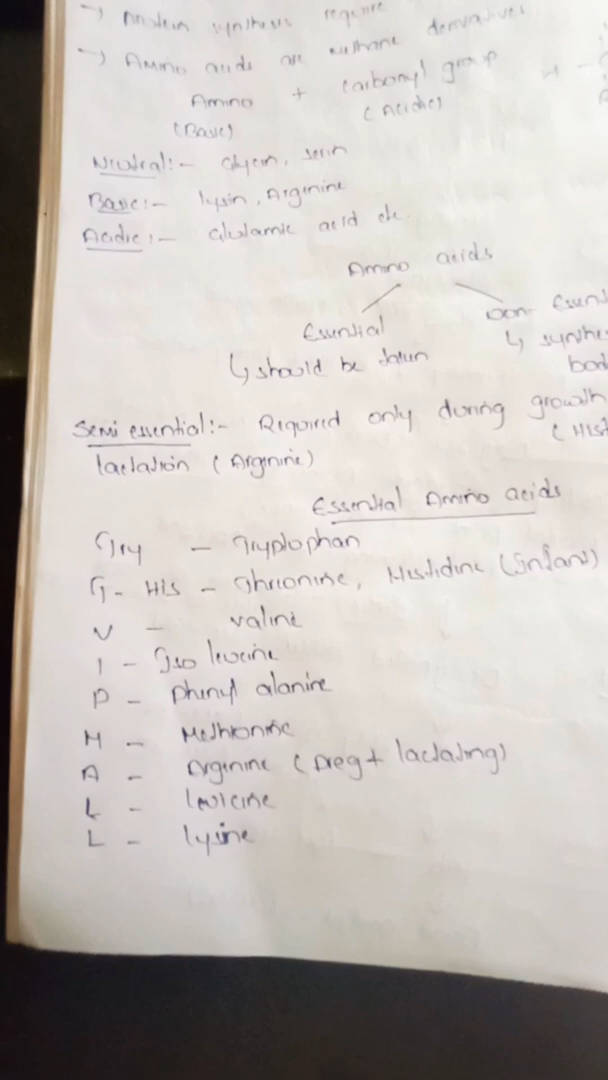 → Protein synthesis require
→ Amino acids are methane derivatives
Amino + carbonyl group H -
(Basic) (Acidic)
Neutral:- Glycin, serin
Basic:- lysin, Arginine
Acidic:- Glutamic acid etc.
Amino acids
Essential Non- Essenti
↳ should be taken ↳ synthe
bod
Semi essential:- Required only during growth
lactation (Arginine) (Hist
Essential Amino acids
Try - Tryptophan
T- His - Thrionine, Histidine (Infant)
V - valine
I - Iso leucine
P - phenyl alanine
M - Methionine
A - Arginine (preg + lactating)
L - leucine
L - lysine